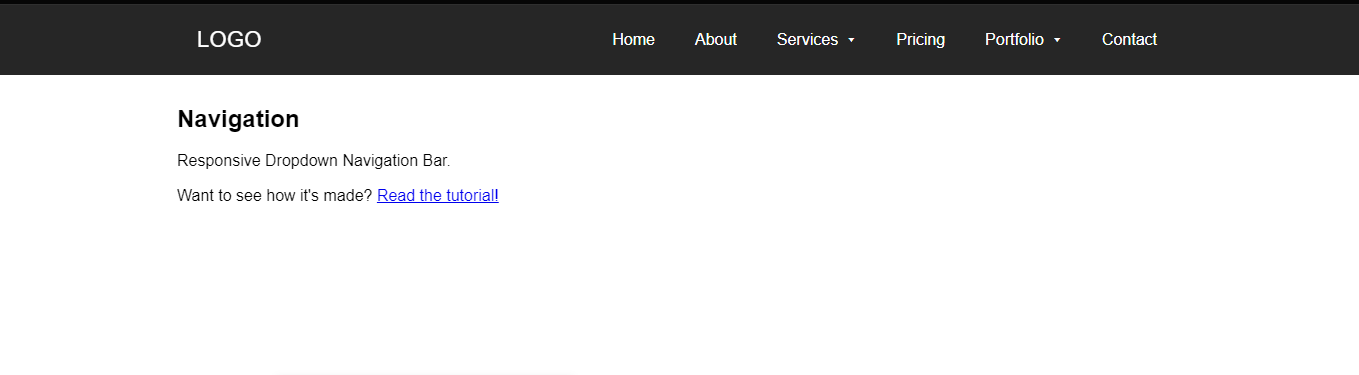 LOGO Home About Services Pricing Portfolio Contact
Navigation
Responsive Dropdown Navigation Bar.
Want to see how it's made? Read the tutorial!